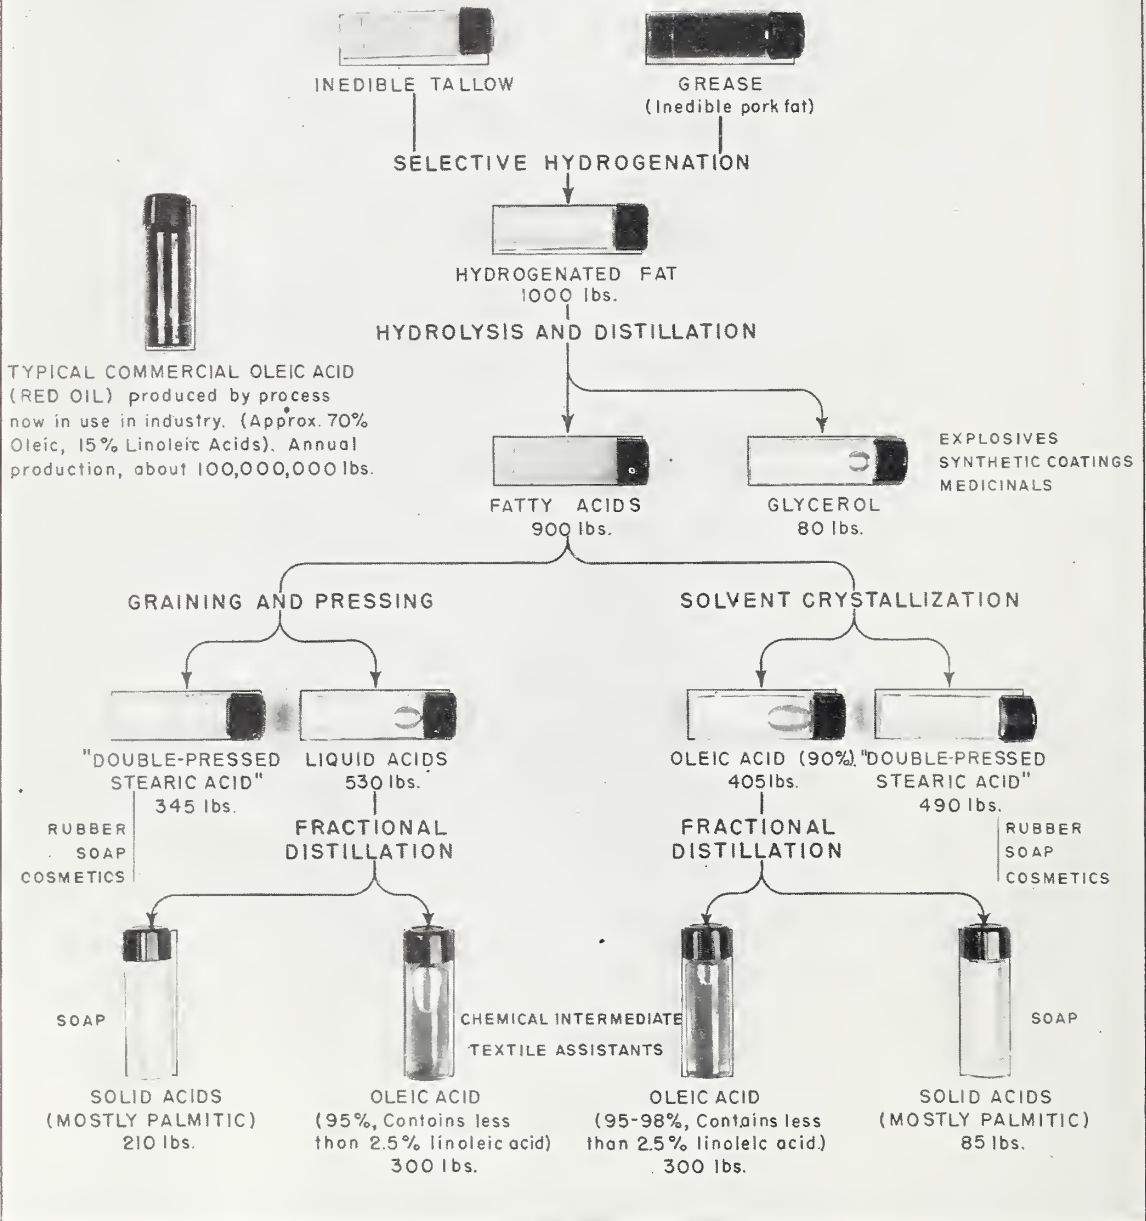 INEDIBLE TALLOW
GREASE
(Inedible pork fat)
SELECTIVE HYDROGENATION
HYDROGENATED FAT
1000 lbs.
HYDROLYSIS AND DISTILLATION
TYPICAL COMMERCIAL OLEIC ACID
(RED OIL) produced by process
now in use in industry. (Approx. 70%
Oleic, 15% Linoleic Acids). Annual
production, about 100,000,000 lbs.
FATTY ACIDS
900 lbs.
GLYCEROL
80 lbs.
EXPLOSIVES
SYNTHETIC COATINGS
MEDICINALS
GRAINING AND PRESSING
SOLVENT CRYSTALLIZATION
"DOUBLE-PRESSED
STEARIC ACID"
345 lbs.
LIQUID ACIDS
530 lbs.
OLEIC ACID (90%)
405lbs.
"DOUBLE-PRESSED
STEARIC ACID"
490 lbs.
RUBBER
SOAP
COSMETICS
FRACTIONAL
DISTILLATION
FRACTIONAL
DISTILLATION
RUBBER
SOAP
COSMETICS
SOAP
CHEMICAL INTERMEDIATE
TEXTILE ASSISTANTS
SOAP
SOLID ACIDS
(MOSTLY PALMITIC)
210 lbs.
OLEIC ACID
(95%, Contains less
than 2.5% linoleic acid)
300 lbs.
OLEIC ACID
(95-98%, Contains less
than 2.5% linoleic acid.)
300 lbs.
SOLID ACIDS
(MOSTLY PALMITIC)
85 lbs.